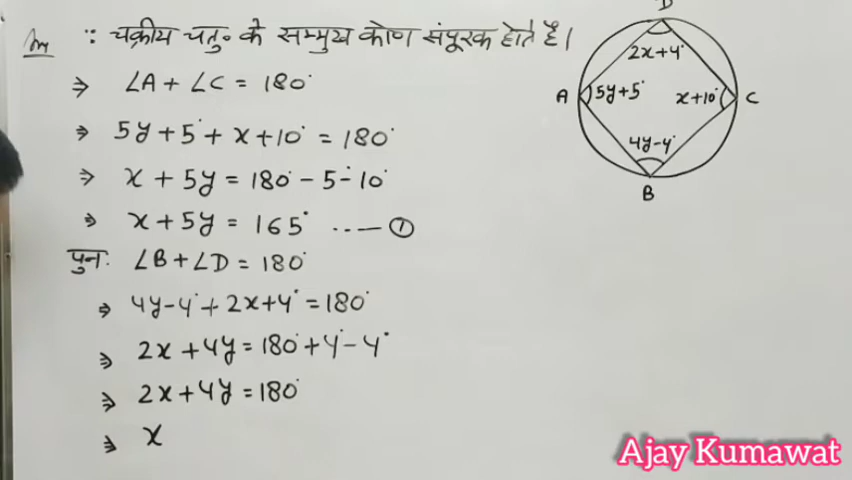 Ans ∵ चक्रीय चतु० के सम्मुख कोण संपूरक होते है।
⇒ ∠A + ∠C = 180°
⇒ 5y + 5° + x + 10° = 180°
⇒ x + 5y = 180° - 5° - 10°
⇒ x + 5y = 165° ..... ①
पुनः ∠B + ∠D = 180°
⇒ 4y - 4° + 2x + 4° = 180°
⇒ 2x + 4y = 180° + 4° - 4°
⇒ 2x + 4y = 180°
⇒ x
D
2x + 4°
A
5y + 5°
x + 10°
C
4y - 4°
B
Ajay Kumawat